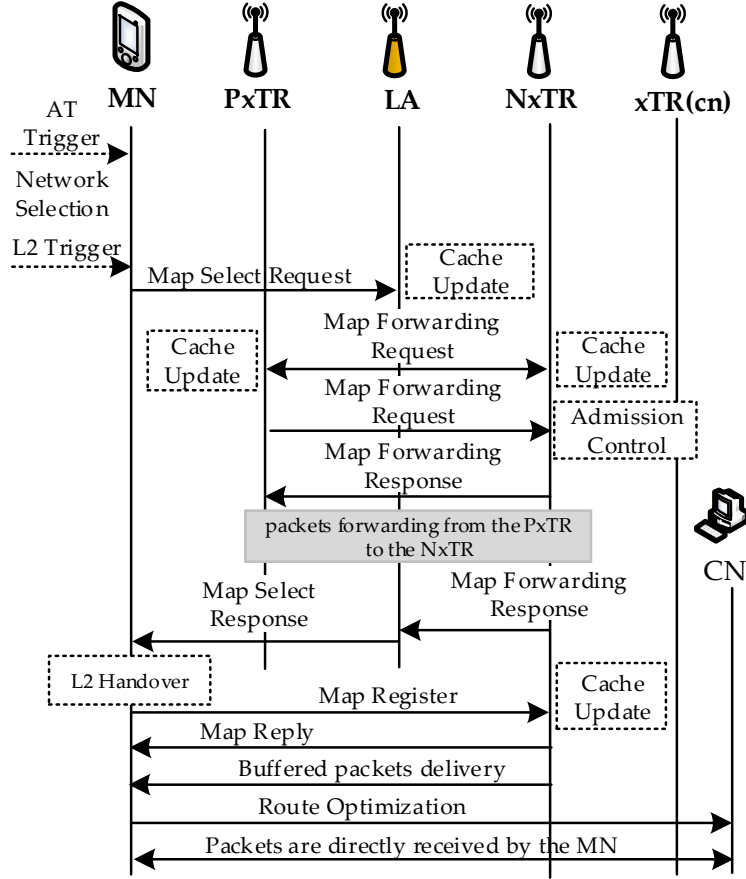 MN
PxTR
LA
NxTR
xTR(cn)
AT
Trigger
Network
Selection
L2 Trigger
Map Select Request
Cache
Update
Map Forwarding
Request
Cache
Update
Cache
Update
Map Forwarding
Request
Admission
Control
Map Forwarding
Response
packets forwarding from the PxTR
to the NxTR
CN
Map Select
Response
Map Forwarding
Response
L2 Handover
Map Register
Cache
Update
Map Reply
Buffered packets delivery
Route Optimization
Packets are directly received by the MN